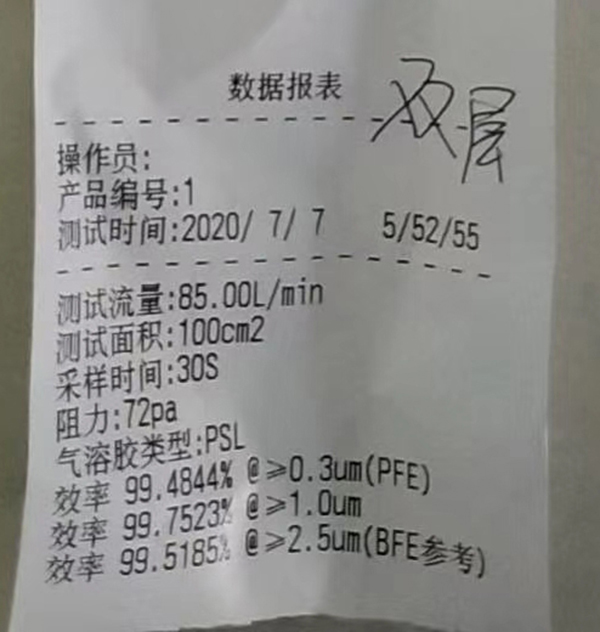 数据报表 双层
操作员:
产品编号:1
测试时间:2020/ 7/ 7 5/52/55
测试流量:85.00L/min
测试面积:100cm2
采样时间:30S
阻力:72pa
气溶胶类型:PSL
效率 99.4844% @≥0.3um(PFE)
效率 99.7523% @≥1.0um
效率 99.5185% @≥2.5um(BFE参考)